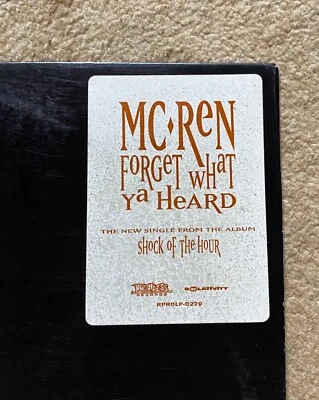 MC ReN
FORGeT WHaT
Ya HeARD
THE NEW SINGLE FROM THE ALBUM
SHOCK OF THE HOUR
RUTHLESS
RECORDS
RELATIVITY
RPROLP-0270